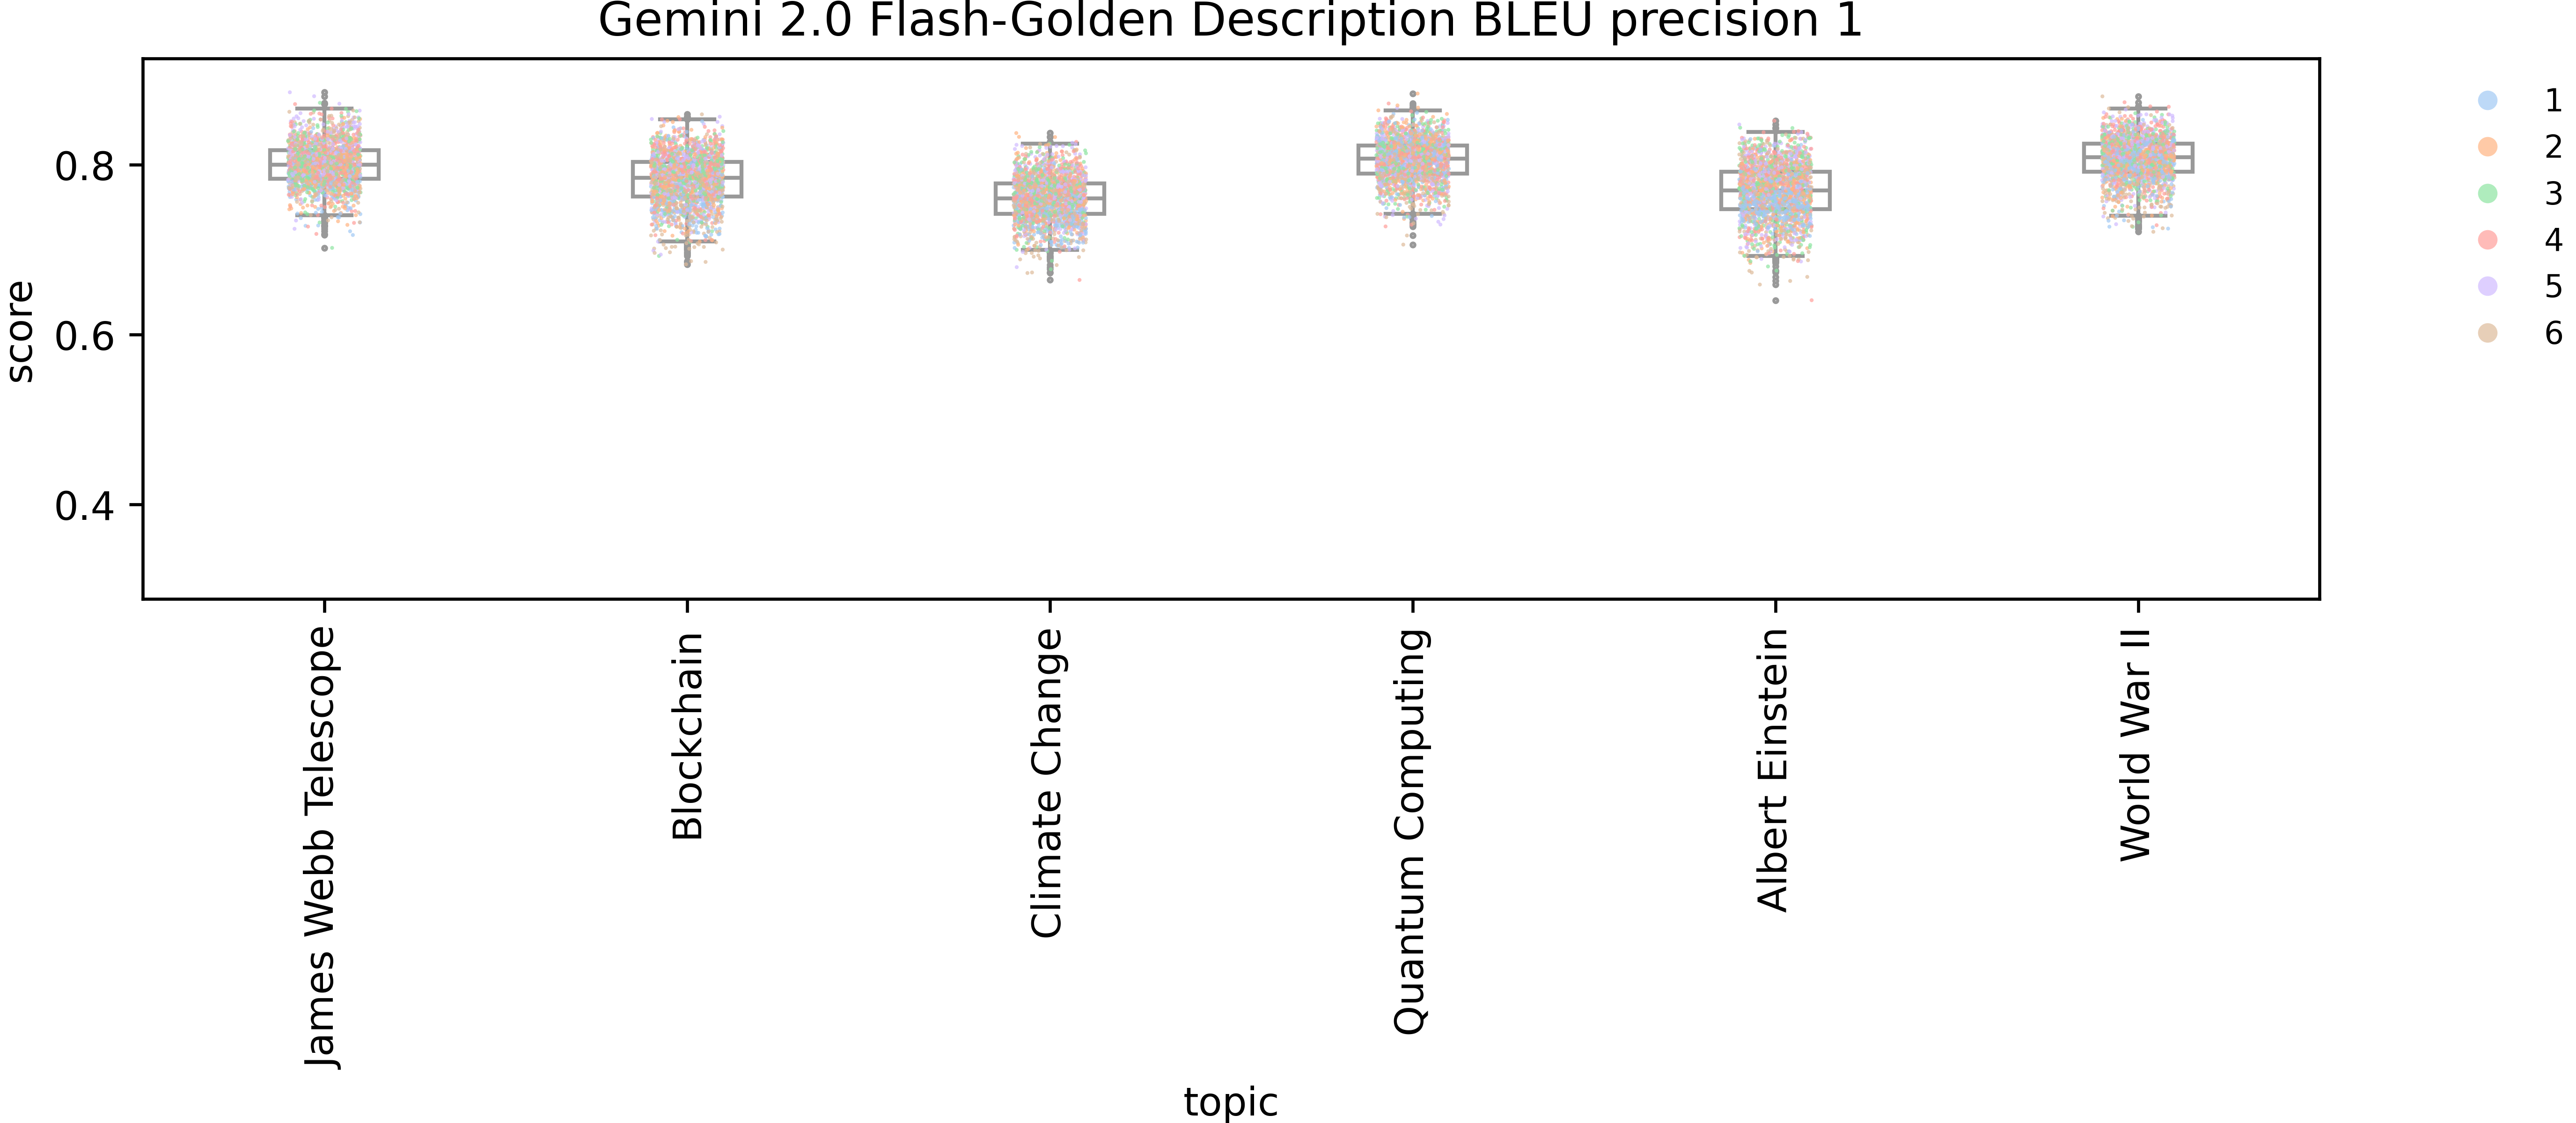 Gemini 2.0 Flash-Golden Description BLEU precision 1
score
0.8
0.6
0.4
James Webb Telescope
Blockchain
Climate Change
Quantum Computing
Albert Einstein
World War II
topic
1
2
3
4
5
6